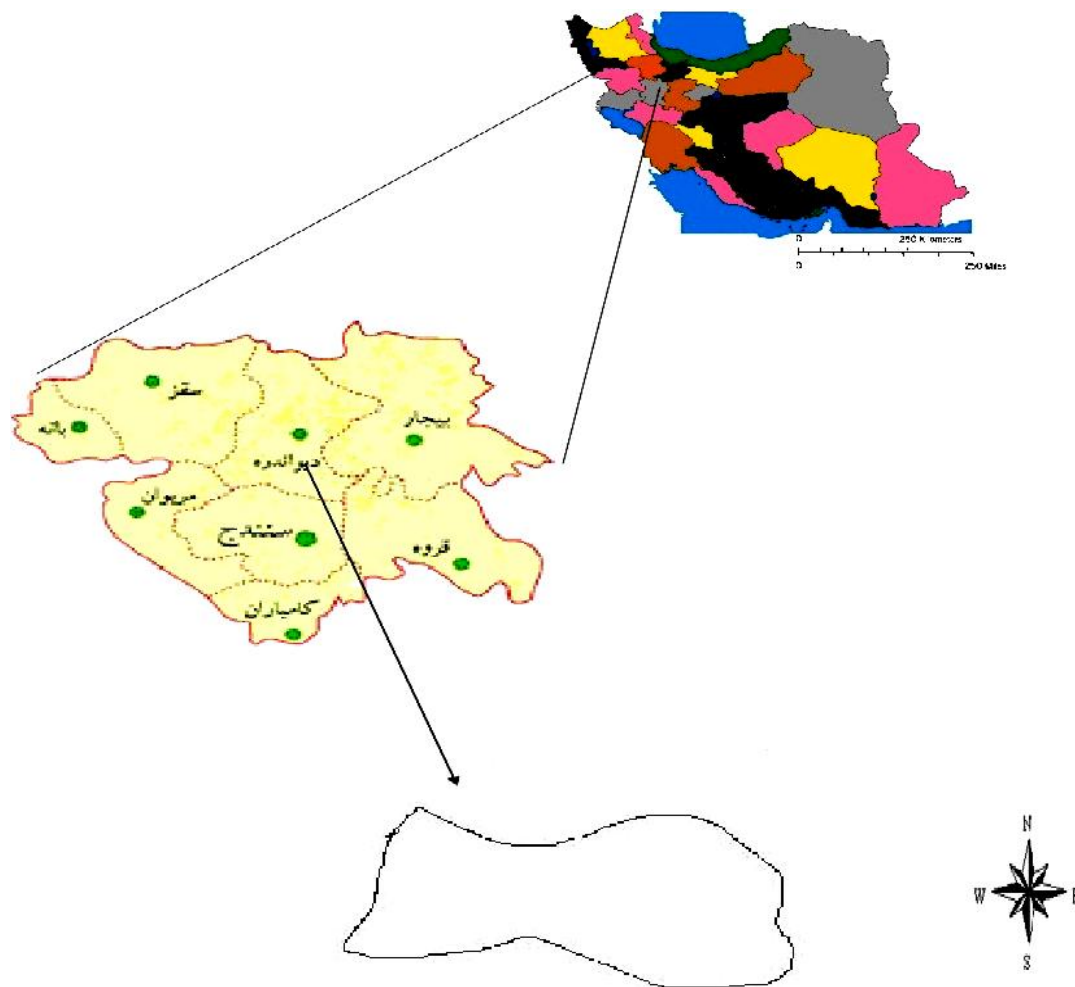 0 250 Kilometers
0 250 Miles
سقز
بانه
بیجار
دیواندره
مریوان
سنندج
قروه
کامیاران
N
W E
S